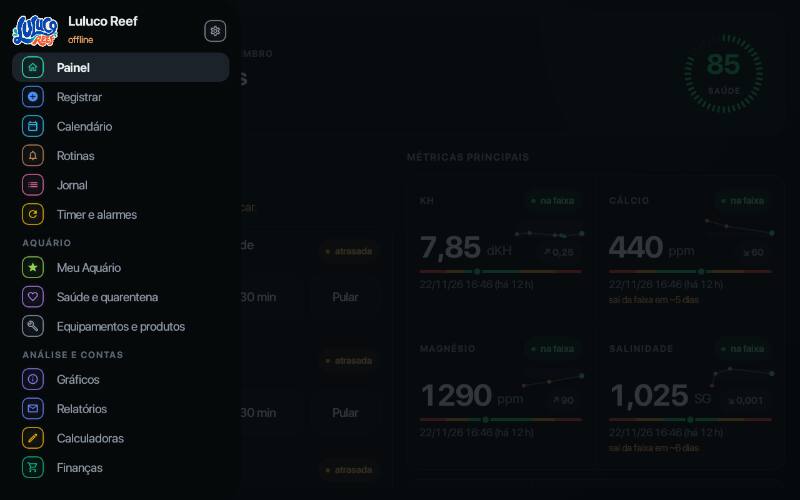 LULUCO REEF
Luluco Reef
offline
Painel
Registrar
Calendário
Rotinas
Jornal
Timer e alarmes
AQUÁRIO
Meu Aquário
Saúde e quarentena
Equipamentos e produtos
ANÁLISE E CONTAS
Gráficos
Relatórios
Calculadoras
Finanças
EMBRO
s
85
SAÚDE
car.
de
atrasada
30 min
Pular
atrasada
30 min
Pular
atrasada
MÉTRICAS PRINCIPAIS
KH
na faixa
7,85 dKH
↗ 0,25
22/11/26 16:46 (há 12 h)
CÁLCIO
na faixa
440 ppm
↘ 60
22/11/26 16:46 (há 12 h)
sai da faixa em ~5 dias
MAGNÉSIO
na faixa
1290 ppm
↗ 90
22/11/26 16:46 (há 12 h)
SALINIDADE
na faixa
1,025 SG
↘ 0,001
22/11/26 16:46 (há 12 h)
sai da faixa em ~6 dias